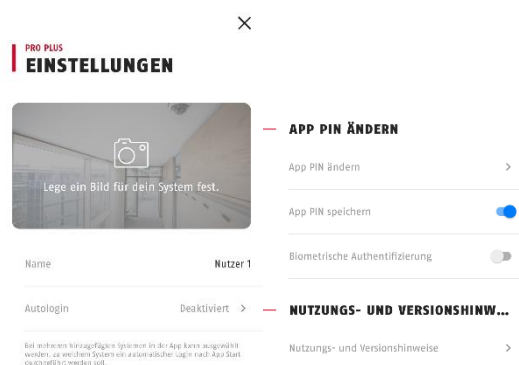 PRO PLUS
EINSTELLUNGEN
Lege ein Bild für dein System fest.
Name Nutzer 1
Autologin Deaktiviert
Bei mehreren hinzugefügten Systemen in der App kann ausgewählt
werden, zu welchem System ein automatischer Login nach App Start
durchgeführt werden soll.
APP PIN ÄNDERN
App PIN ändern
App PIN speichern
Biometrische Authentifizierung
NUTZUNGS- UND VERSIONSHINW...
Nutzungs- und Versionshinweise